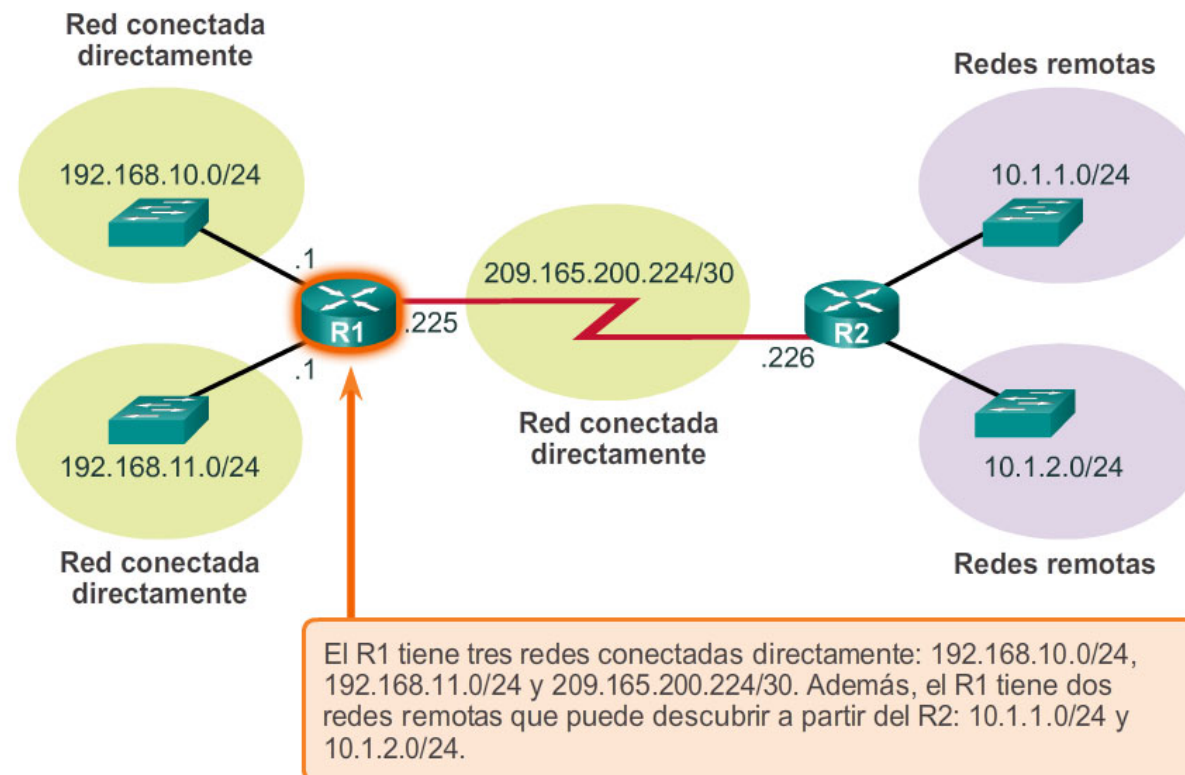 Red conectada
directamente
Redes remotas
192.168.10.0/24
10.1.1.0/24
.1
209.165.200.224/30
R1
.225
R2
.226
.1
Red conectada
directamente
192.168.11.0/24
10.1.2.0/24
Red conectada
directamente
Redes remotas
El R1 tiene tres redes conectadas directamente: 192.168.10.0/24,
192.168.11.0/24 y 209.165.200.224/30. Además, el R1 tiene dos
redes remotas que puede descubrir a partir del R2: 10.1.1.0/24 y
10.1.2.0/24.